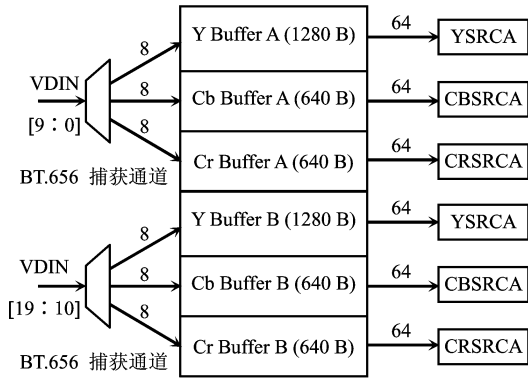 8
Y Buffer A (1280 B)
64
YSRCA
VDIN
[9：0]
8
Cb Buffer A (640 B)
64
CBSRCA
8
Cr Buffer A (640 B)
64
CRSRCA
BT.656 捕获通道
8
Y Buffer B (1280 B)
64
YSRCA
VDIN
[19：10]
8
Cb Buffer B (640 B)
64
CBSRCA
8
Cr Buffer B (640 B)
64
CRSRCA
BT.656 捕获通道